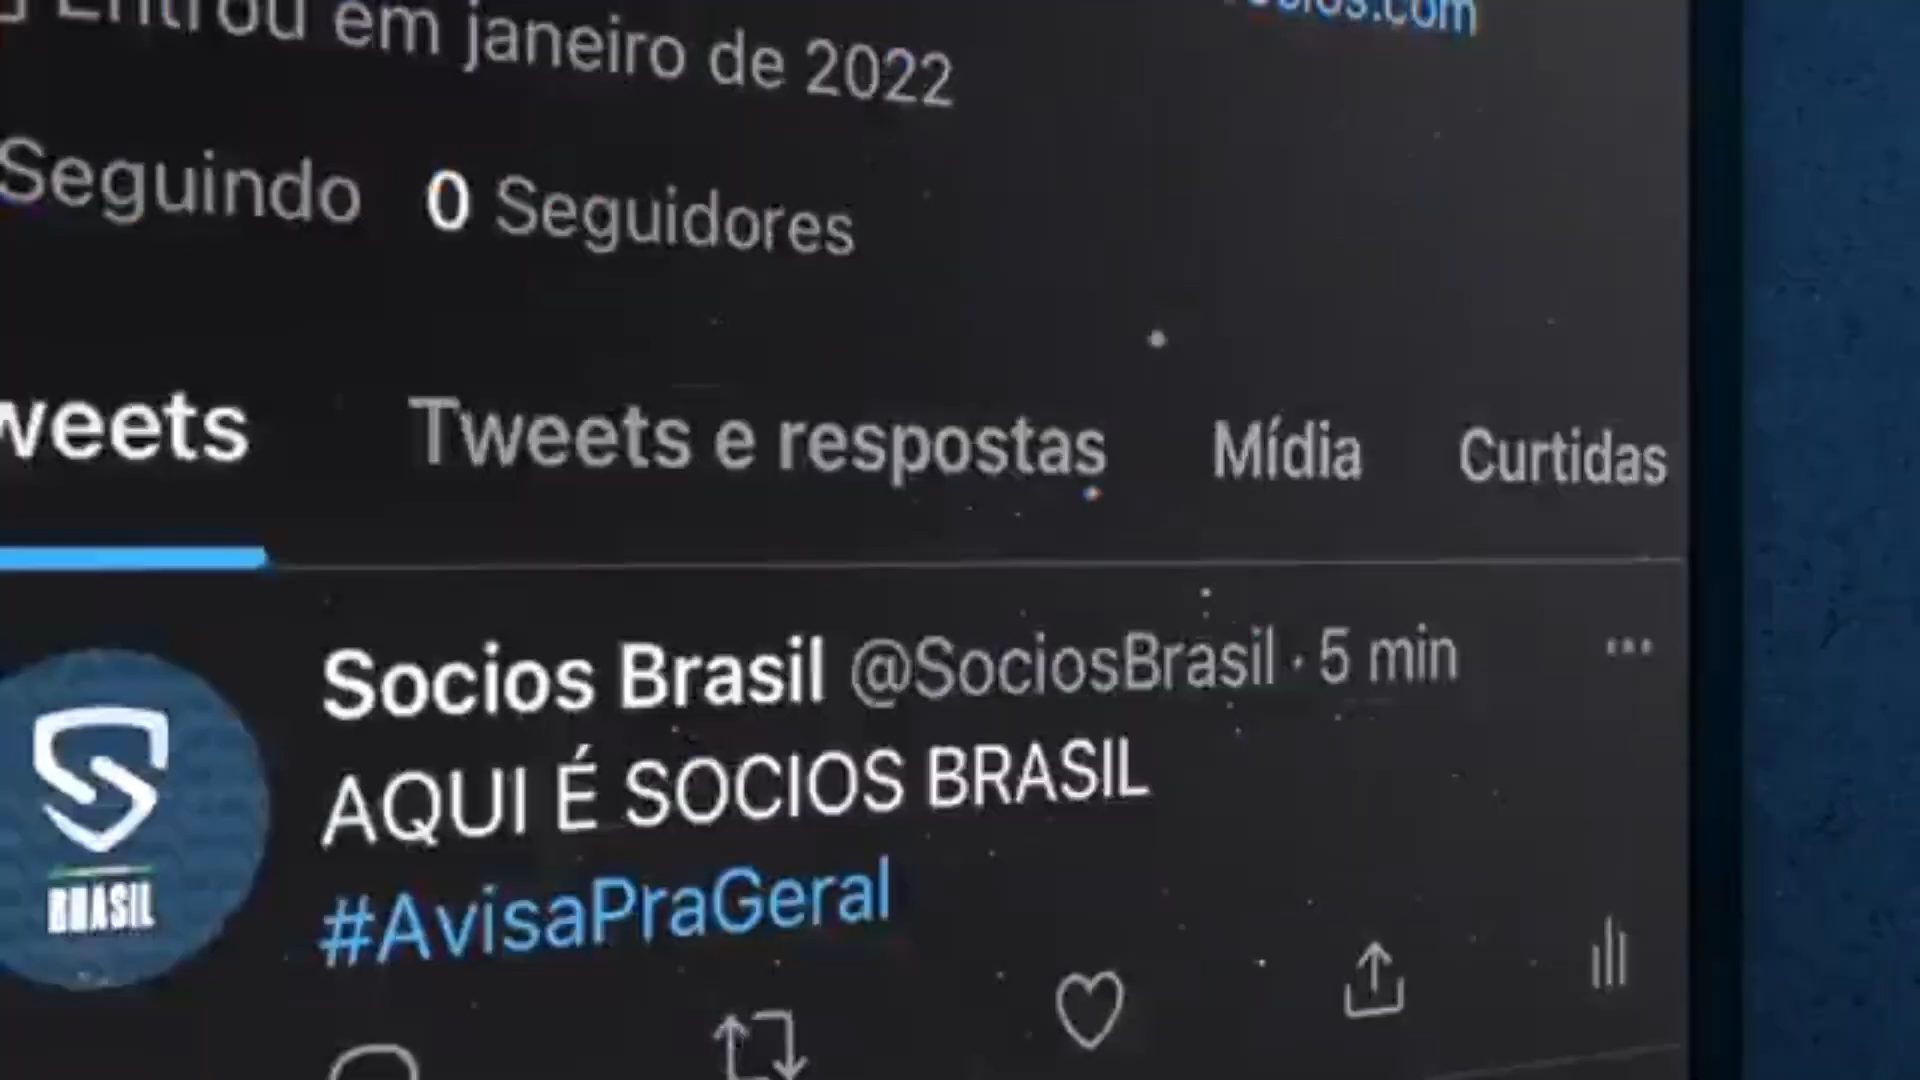 Entrou em janeiro de 2022
Seguindo 0 Seguidores
Tweets e respostas Mídia Curtidas
Socios Brasil @SociosBrasil · 5 min
AQUI É SOCIOS BRASIL
#AvisaPraGeral
BRASIL